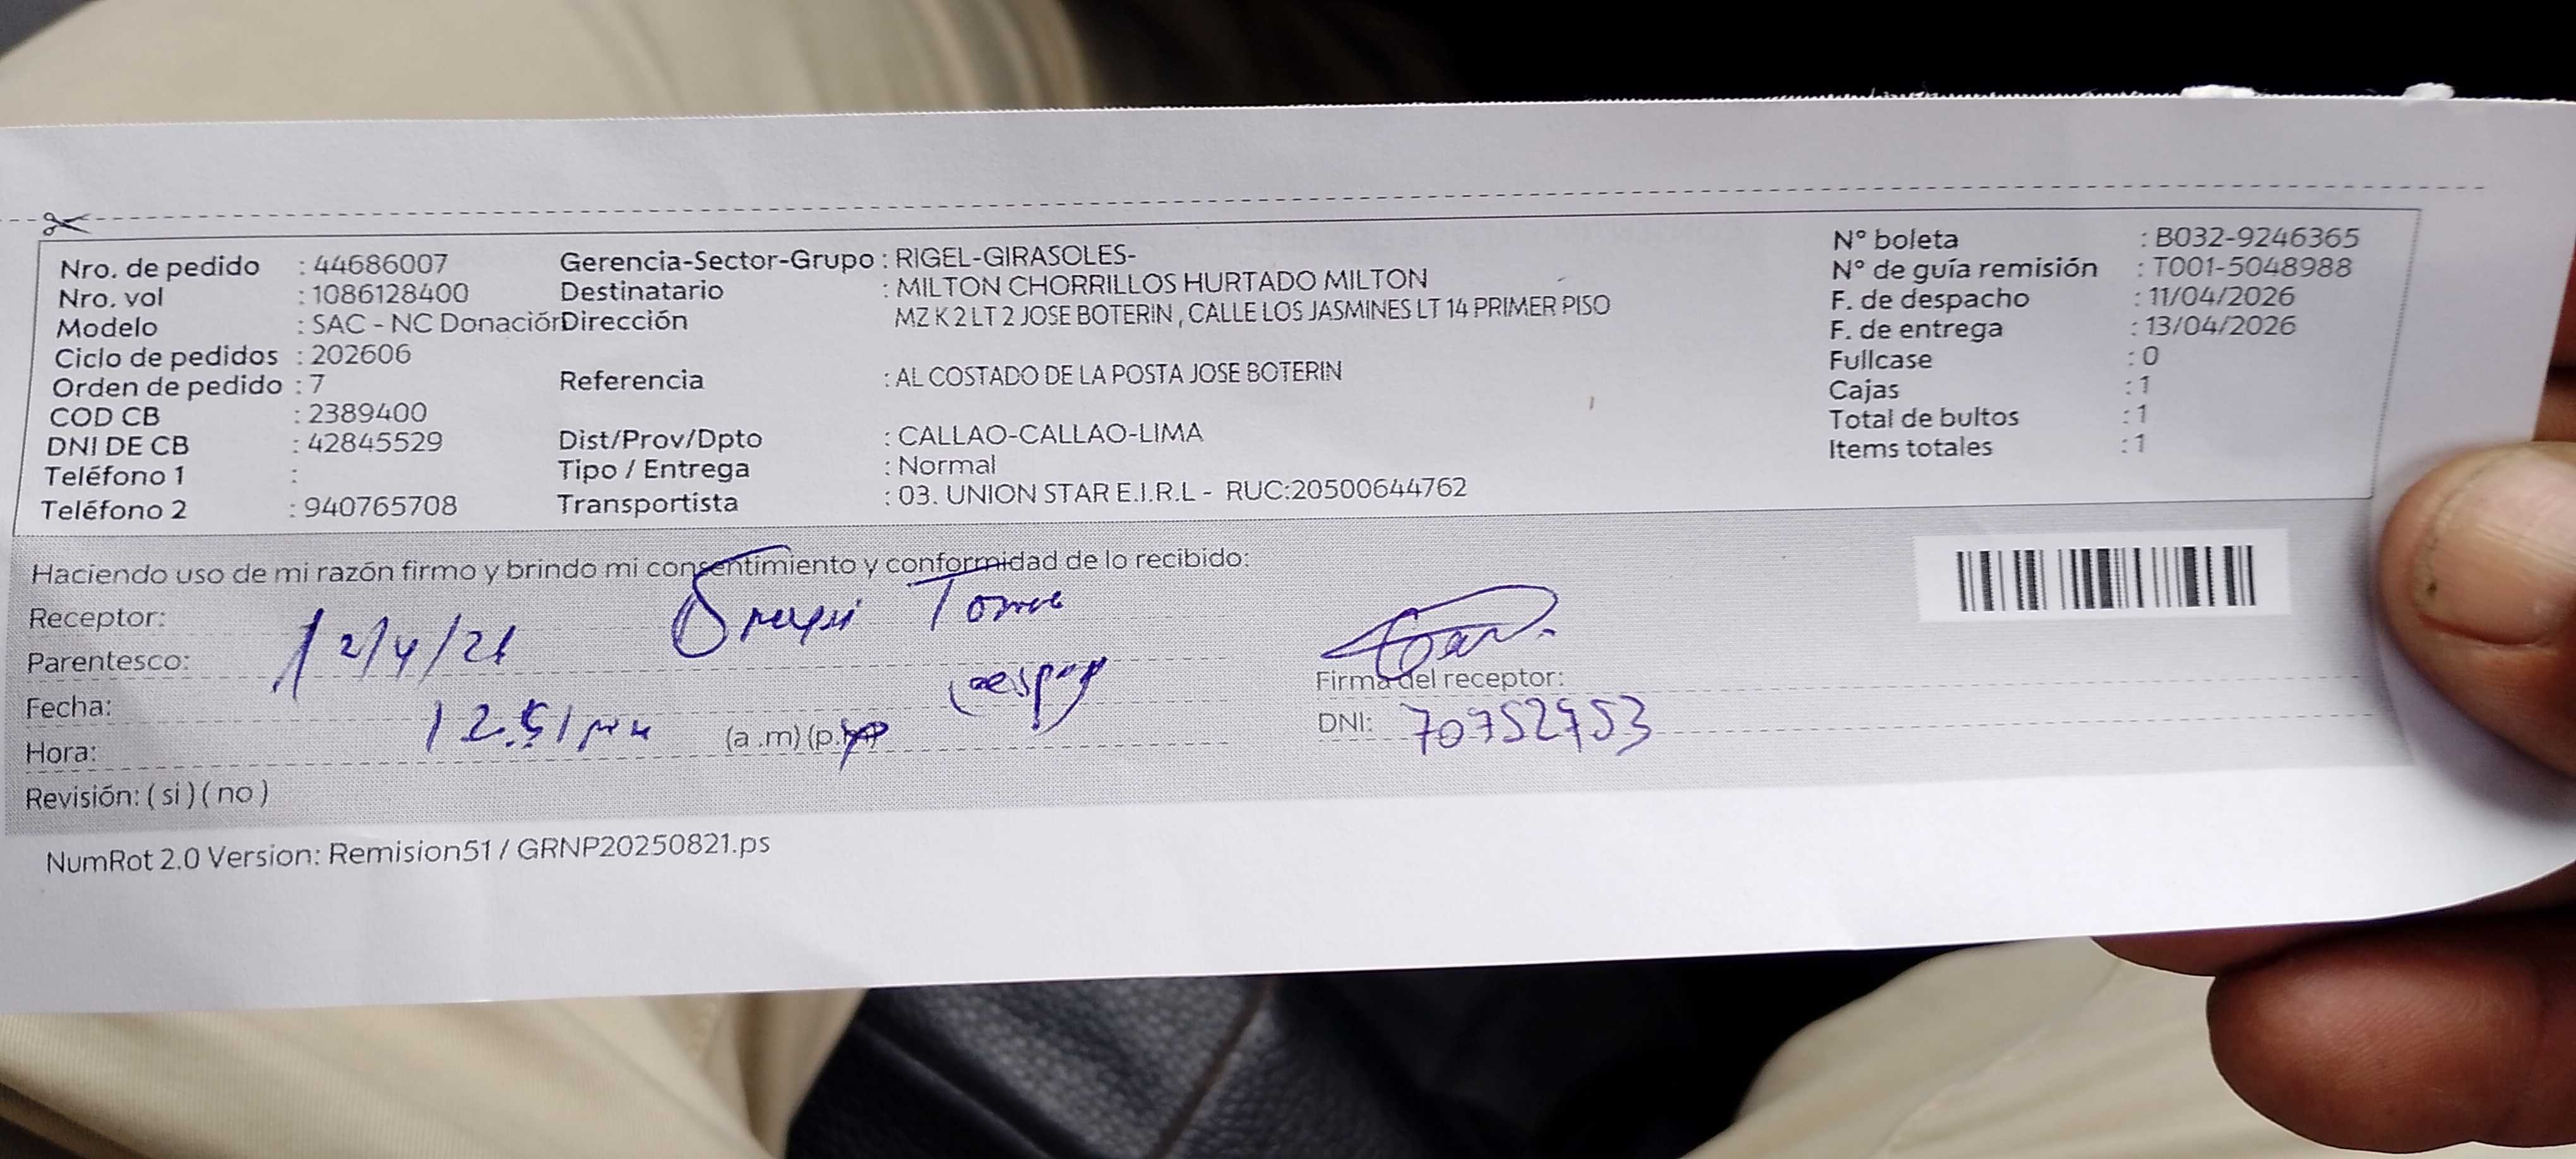 Nro. de pedido : 44686007
Nro. vol : 1086128400
Modelo : SAC - NC Donación
Ciclo de pedidos : 202606
Orden de pedido : 7
COD CB : 2389400
DNI DE CB : 42845529
Teléfono 1 :
Teléfono 2 : 940765708
Gerencia-Sector-Grupo : RIGEL-GIRASOLES-
Destinatario : MILTON CHORRILLOS HURTADO MILTON
Dirección MZ K 2 LT 2 JOSE BOTERIN , CALLE LOS JASMINES LT 14 PRIMER PISO
Referencia : AL COSTADO DE LA POSTA JOSE BOTERIN
Dist/Prov/Dpto : CALLAO-CALLAO-LIMA
Tipo / Entrega : Normal
Transportista : 03. UNION STAR E.I.R.L - RUC:20500644762
N° boleta : B032-9246365
N° de guía remisión : T001-5048988
F. de despacho : 11/04/2026
F. de entrega : 13/04/2026
Fullcase : 0
Cajas : 1
Total de bultos : 1
Items totales : 1
Haciendo uso de mi razón firmo y brindo mi consentimiento y conformidad de lo recibido:
Receptor:
Parentesco:
Fecha: 12/4/26
Hora: 12.51 pm (a .m) (p.m)
Revisión: ( si ) ( no )
Firma del receptor:
DNI:
NumRot 2.0 Version: Remision51 / GRNP20250821.ps